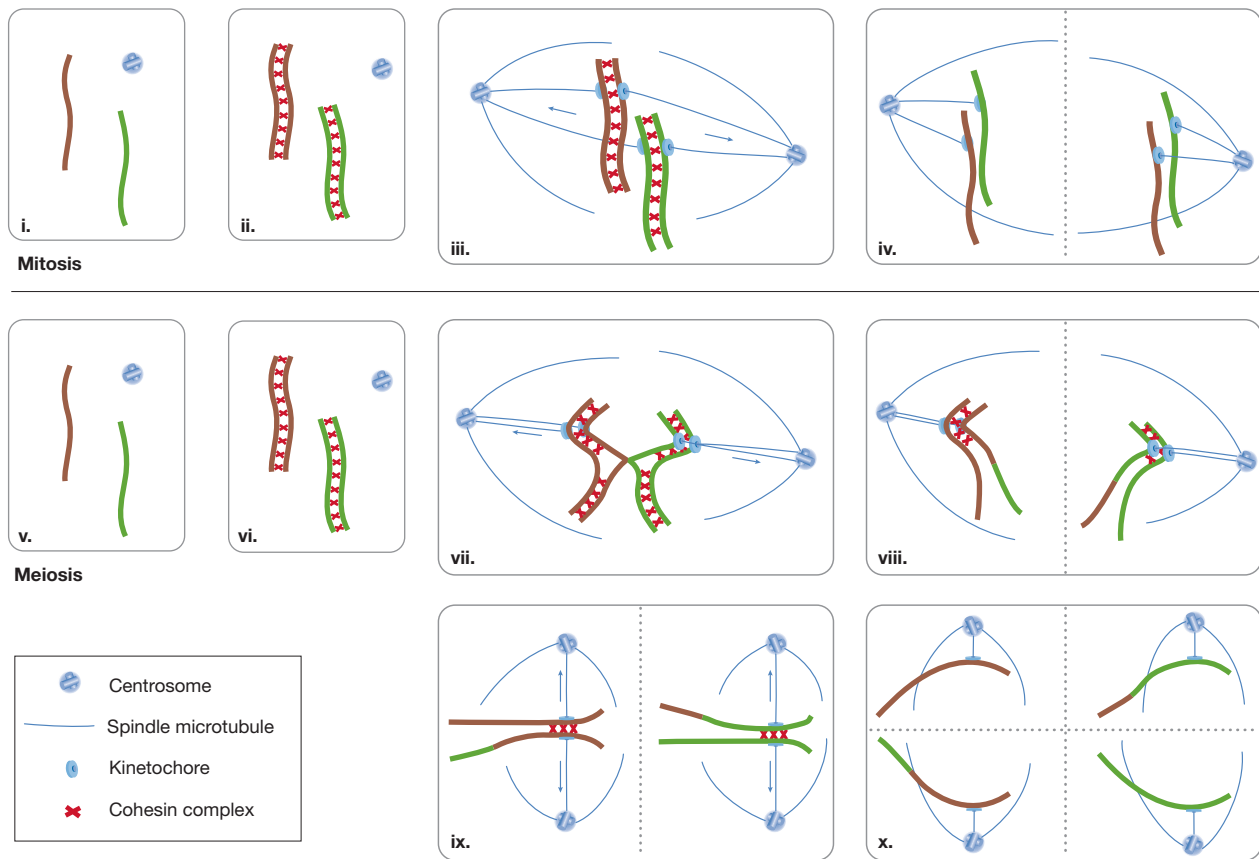 i.
ii.
iii.
iv.
Mitosis
v.
vi.
vii.
viii.
Meiosis
Centrosome
Spindle microtubule
Kinetochore
Cohesin complex
ix.
x.